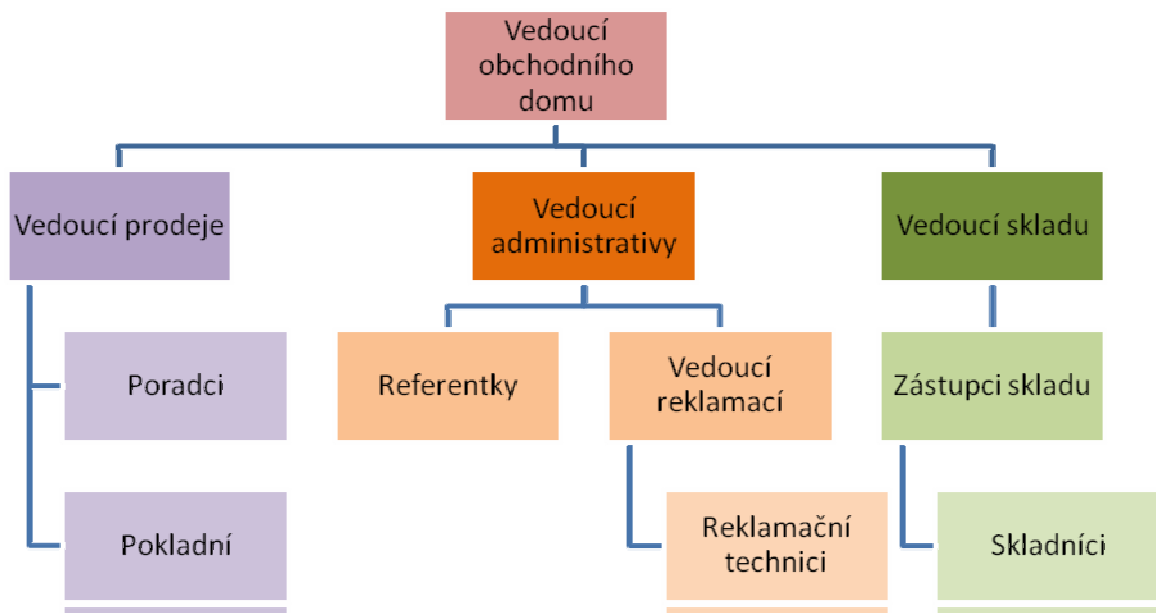 Vedoucí
obchodního
domu
Vedoucí prodeje
Vedoucí
administrativy
Vedoucí skladu
Poradci
Referentky
Vedoucí
reklamací
Zástupci skladu
Pokladní
Reklamační
technici
Skladníci